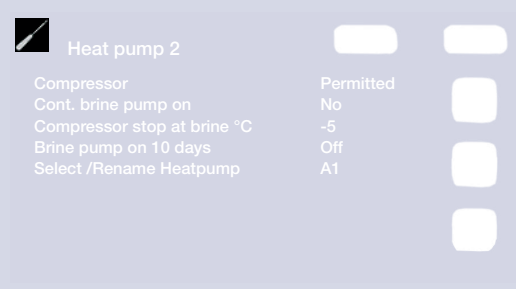 Heat pump 2
Compressor Permitted
Cont. brine pump on No
Compressor stop at brine °C -5
Brine pump on 10 days Off
Select /Rename Heatpump A1